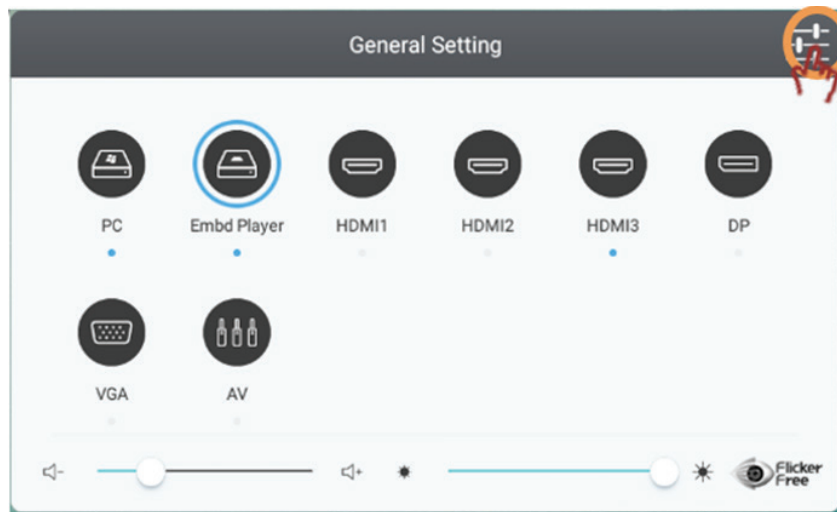 General Setting
PC
Embd Player
HDMI1
HDMI2
HDMI3
DP
VGA
AV
Flicker
Free